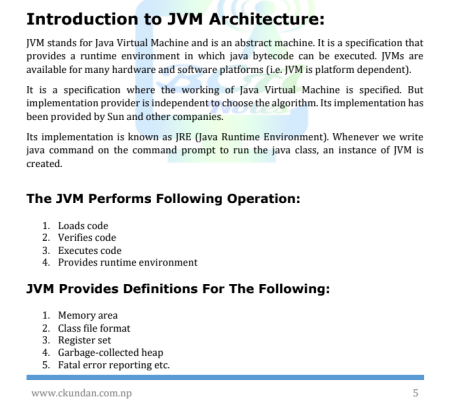 Introduction to JVM Architecture:
JVM stands for Java Virtual Machine and is an abstract machine. It is a specification that
provides a runtime environment in which java bytecode can be executed. JVMs are
available for many hardware and software platforms (i.e. JVM is platform dependent).
It is a specification where the working of Java Virtual Machine is specified. But
implementation provider is independent to choose the algorithm. Its implementation has
been provided by Sun and other companies.
Its implementation is known as JRE (Java Runtime Environment). Whenever we write
java command on the command prompt to run the java class, an instance of JVM is
created.
The JVM Performs Following Operation:
1. Loads code
2. Verifies code
3. Executes code
4. Provides runtime environment
JVM Provides Definitions For The Following:
1. Memory area
2. Class file format
3. Register set
4. Garbage-collected heap
5. Fatal error reporting etc.
www.ckundan.com.np 5